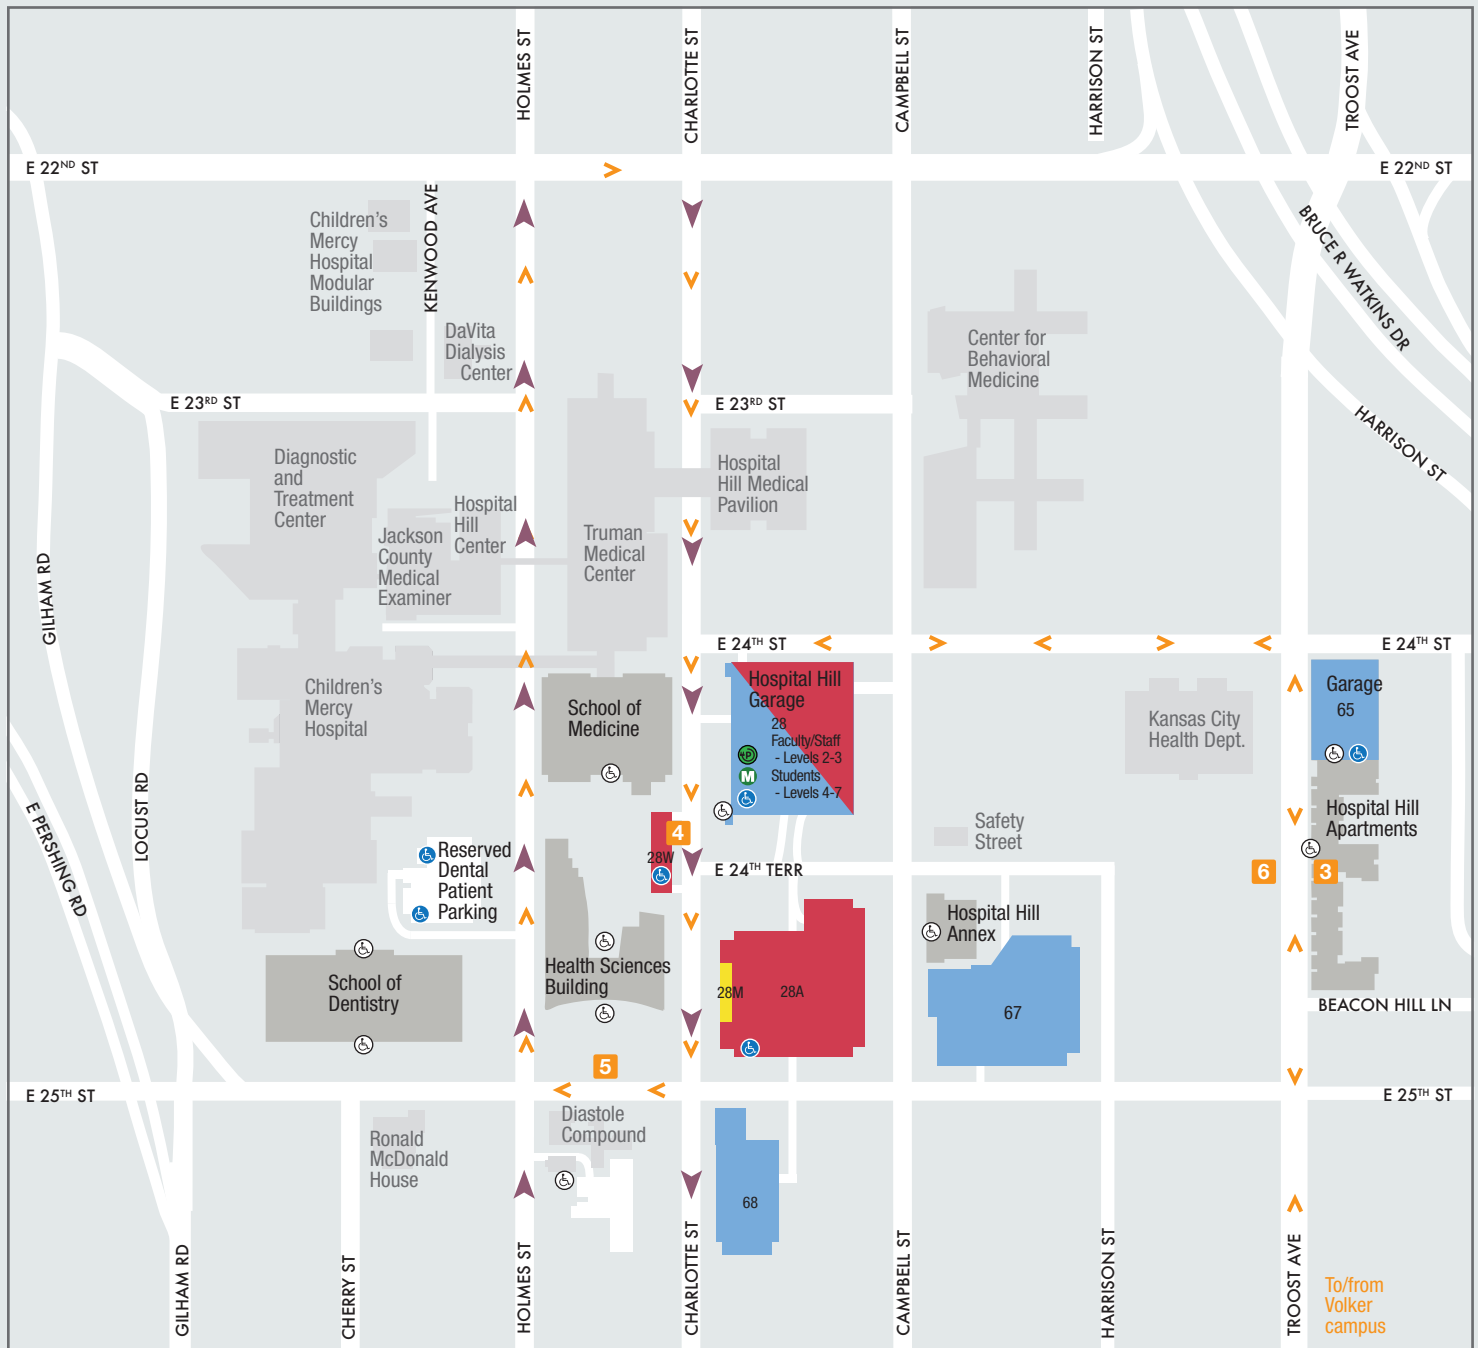 HOLMES ST
CHARLOTTE ST
CAMPBELL ST
HARRISON ST
TROOST AVE
E 22ND ST
E 22ND ST
KENWOOD AVE
Children's
Mercy
Hospital
Modular
Buildings
BRUCE R WATKINS DR
DaVita
Dialysis
Center
Center for
Behavioral
Medicine
E 23RD ST
E 23RD ST
HARRISON ST
Diagnostic
and
Treatment
Center
Hospital
Hill Medical
Pavilion
Hospital
Hill
Center
Jackson
County
Medical
Examiner
Truman
Medical
Center
GILHAM RD
E 24TH ST
E 24TH ST
Children's
Mercy
Hospital
School of
Medicine
Hospital Hill
Garage
28
Faculty/Staff
- Levels 2-3
Students
- Levels 4-7
P
M
Kansas City
Health Dept.
Garage
65
LOCUST RD
E PERSHING RD
Hospital Hill
Apartments
Safety
Street
4
28W
Reserved
Dental
Patient
Parking
E 24TH TERR
6
3
Hospital Hill
Annex
School of
Dentistry
Health Sciences
Building
28M
28A
67
BEACON HILL LN
5
E 25TH ST
E 25TH ST
Ronald
McDonald
House
Diastole
Compound
68
GILHAM RD
CHERRY ST
HOLMES ST
CHARLOTTE ST
CAMPBELL ST
HARRISON ST
TROOST AVE
To/from
Volker
campus